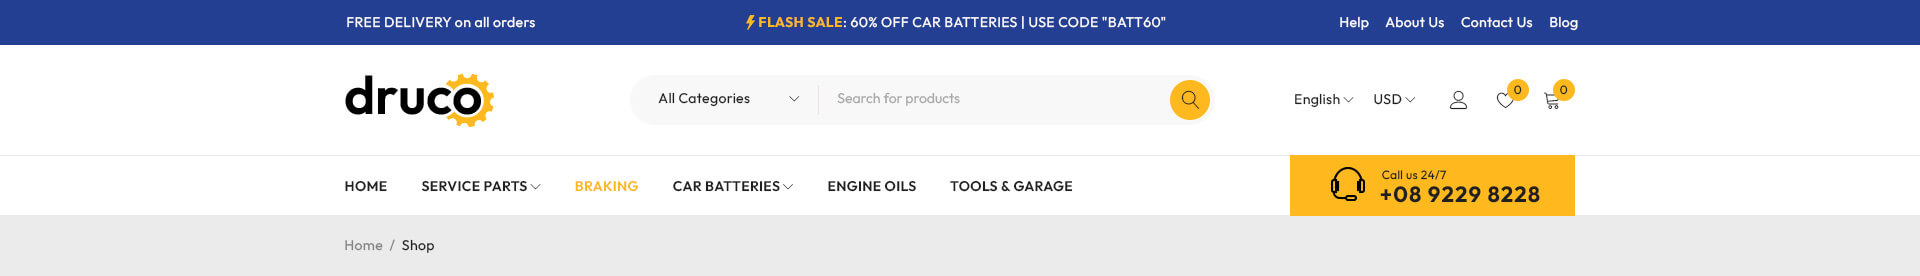 FREE DELIVERY on all orders
FLASH SALE: 60% OFF CAR BATTERIES | USE CODE "BATT60"
Help About Us Contact Us Blog
druco
All Categories
Search for products
English USD 0 0
HOME SERVICE PARTS BRAKING CAR BATTERIES ENGINE OILS TOOLS & GARAGE
Call us 24/7
+08 9229 8228
Home / Shop